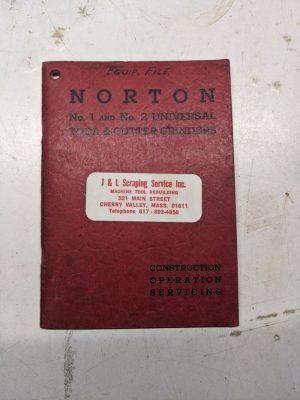 EQUIP. FILE
NORTON
No. 1 AND No. 2 UNIVERSAL
TOOL & CUTTER GRINDERS
J & L Scraping Service Inc.
MACHINE TOOL REBUILDING
521 MAIN STREET
CHERRY VALLEY, MASS. 01611
Telephone 617 - 892-4858
CONSTRUCTION
OPERATION
SERVICING